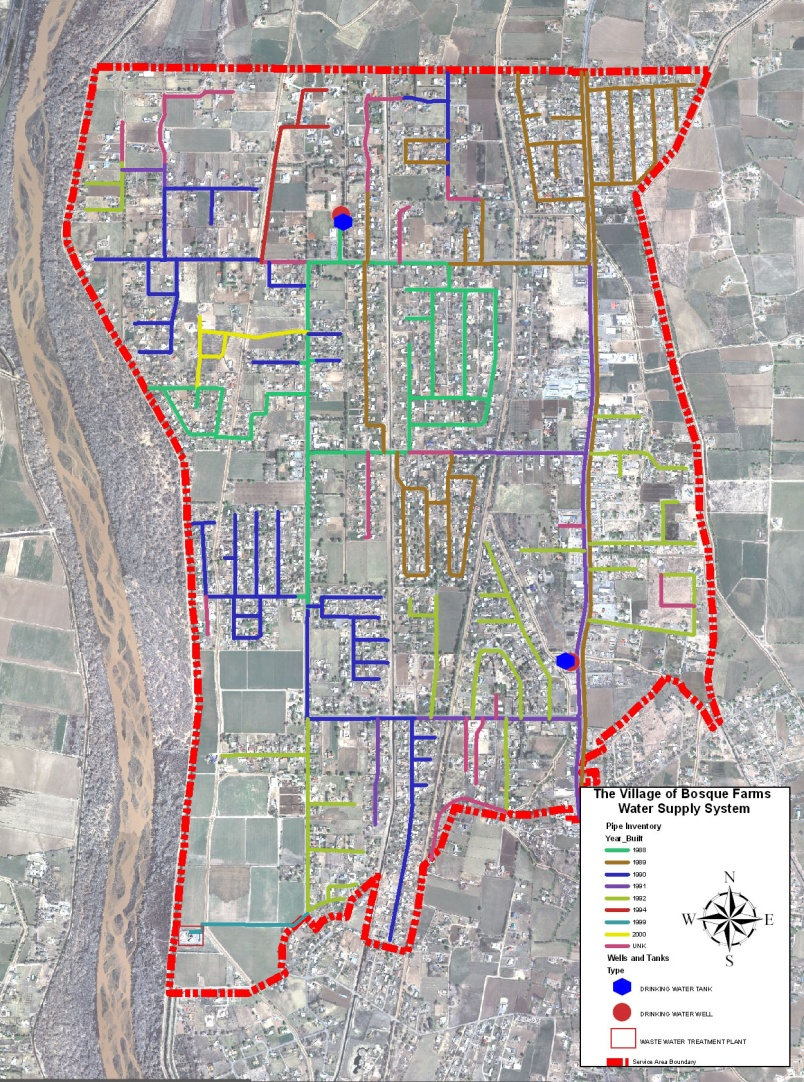 The Village of Bosque Farms
Water Supply System
Pipe Inventory
Year_Built
1988
1989
1990
1991
1992
1994
1999
2000
UNK
N
W
E
S
Wells and Tanks
Type
DRINKING WATER TANK
DRINKING WATER WELL
WASTE WATER TREATMENT PLANT
Service Area Boundary